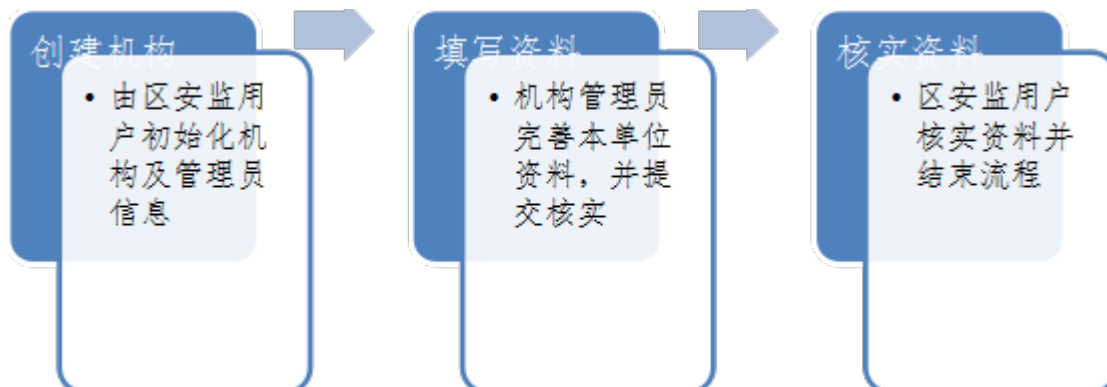 创建机构
• 由区安监用
户初始化机
构及管理员
信息
填写资料
• 机构管理员
完善本单位
资料，并提
交核实
核实资料
• 区安监用户
核实资料并
结束流程